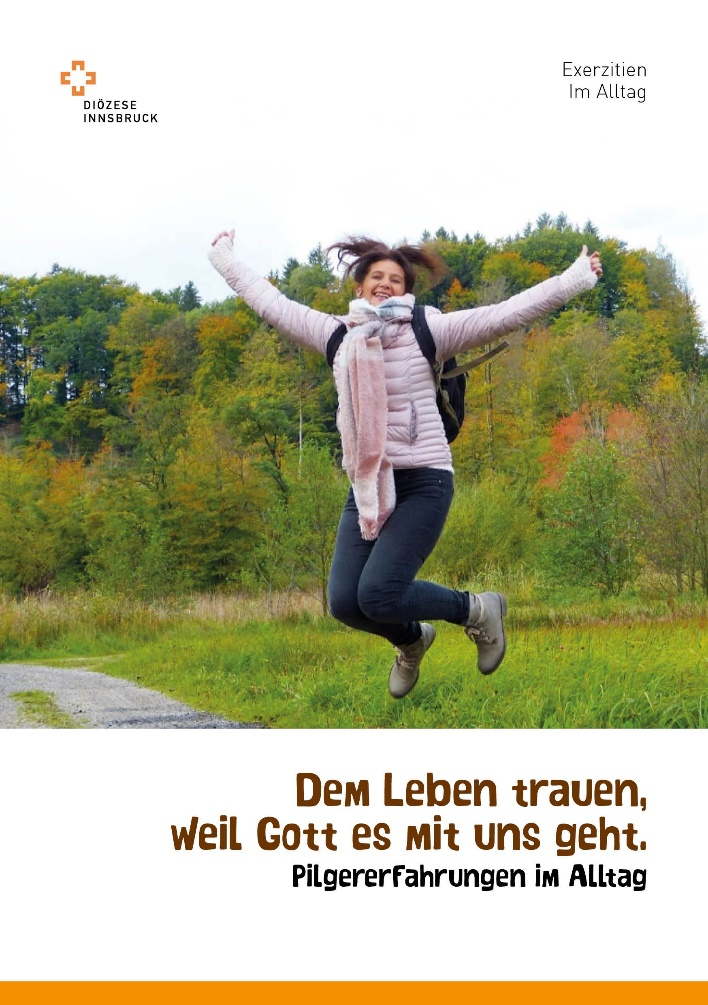 DIÖZESE
INNSBRUCK
Exerzitien
Im Alltag
Dem Leben trauen,
weil Gott es mit uns geht.
Pilgererfahrungen im Alltag